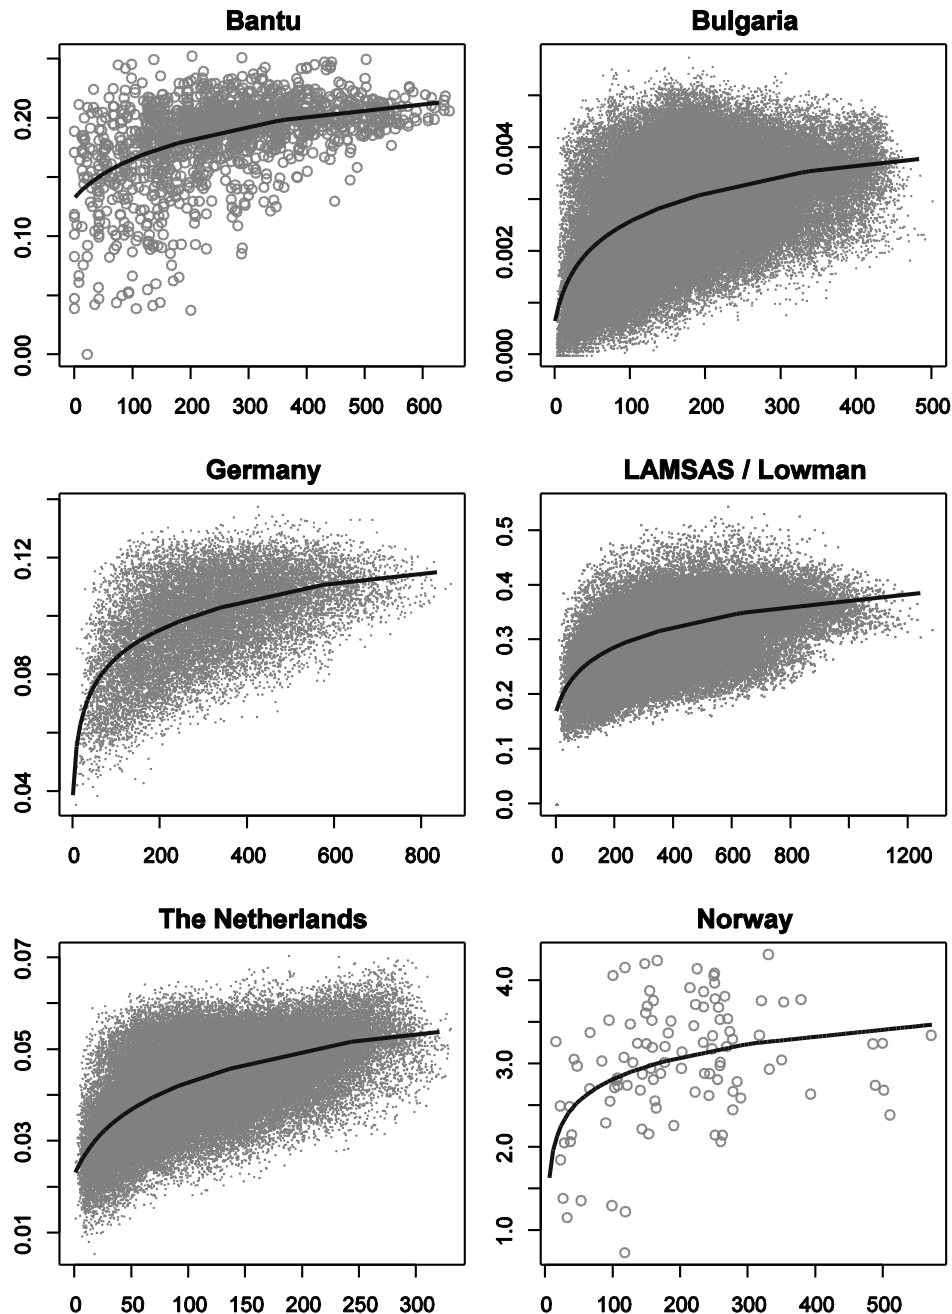 Bantu
0.20
0.10
0.00
0 100 200 300 400 500 600
Bulgaria
0.004
0.002
0.000
0 100 200 300 400 500
Germany
0.12
0.08
0.04
0 200 400 600 800
LAMSAS / Lowman
0.5
0.4
0.3
0.2
0.1
0.0
0 200 400 600 800 1200
The Netherlands
0.07
0.05
0.03
0.01
0 50 100 150 200 250 300
Norway
4.0
3.0
2.0
1.0
0 100 200 300 400 500